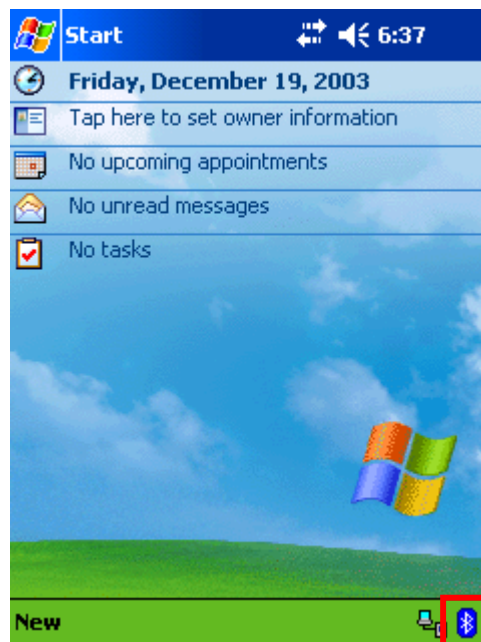 Start 6:37
Friday, December 19, 2003
Tap here to set owner information
No upcoming appointments
No unread messages
No tasks
New